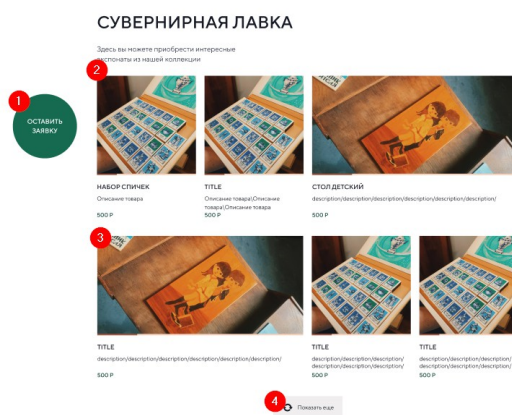 СУВЕРНИРНАЯ ЛАВКА
Здесь вы можете приобрести интересные
экспонаты из нашей коллекции
1
ОСТАВИТЬ
ЗАЯВКУ
2
НАБОР СПИЧЕК
Описание товара
500 Р
TITLE
Описание товара\Описание
товара\Описание товара
500 Р
СТОЛ ДЕТСКИЙ
description/description/description/description/description/description/
500 Р
3
TITLE
description/description/description/description/description/description/
500 Р
TITLE
description/description/description/
description/description/description/
500 Р
TITLE
description/description/description/
description/description/description/
500 Р
4
Показать еще